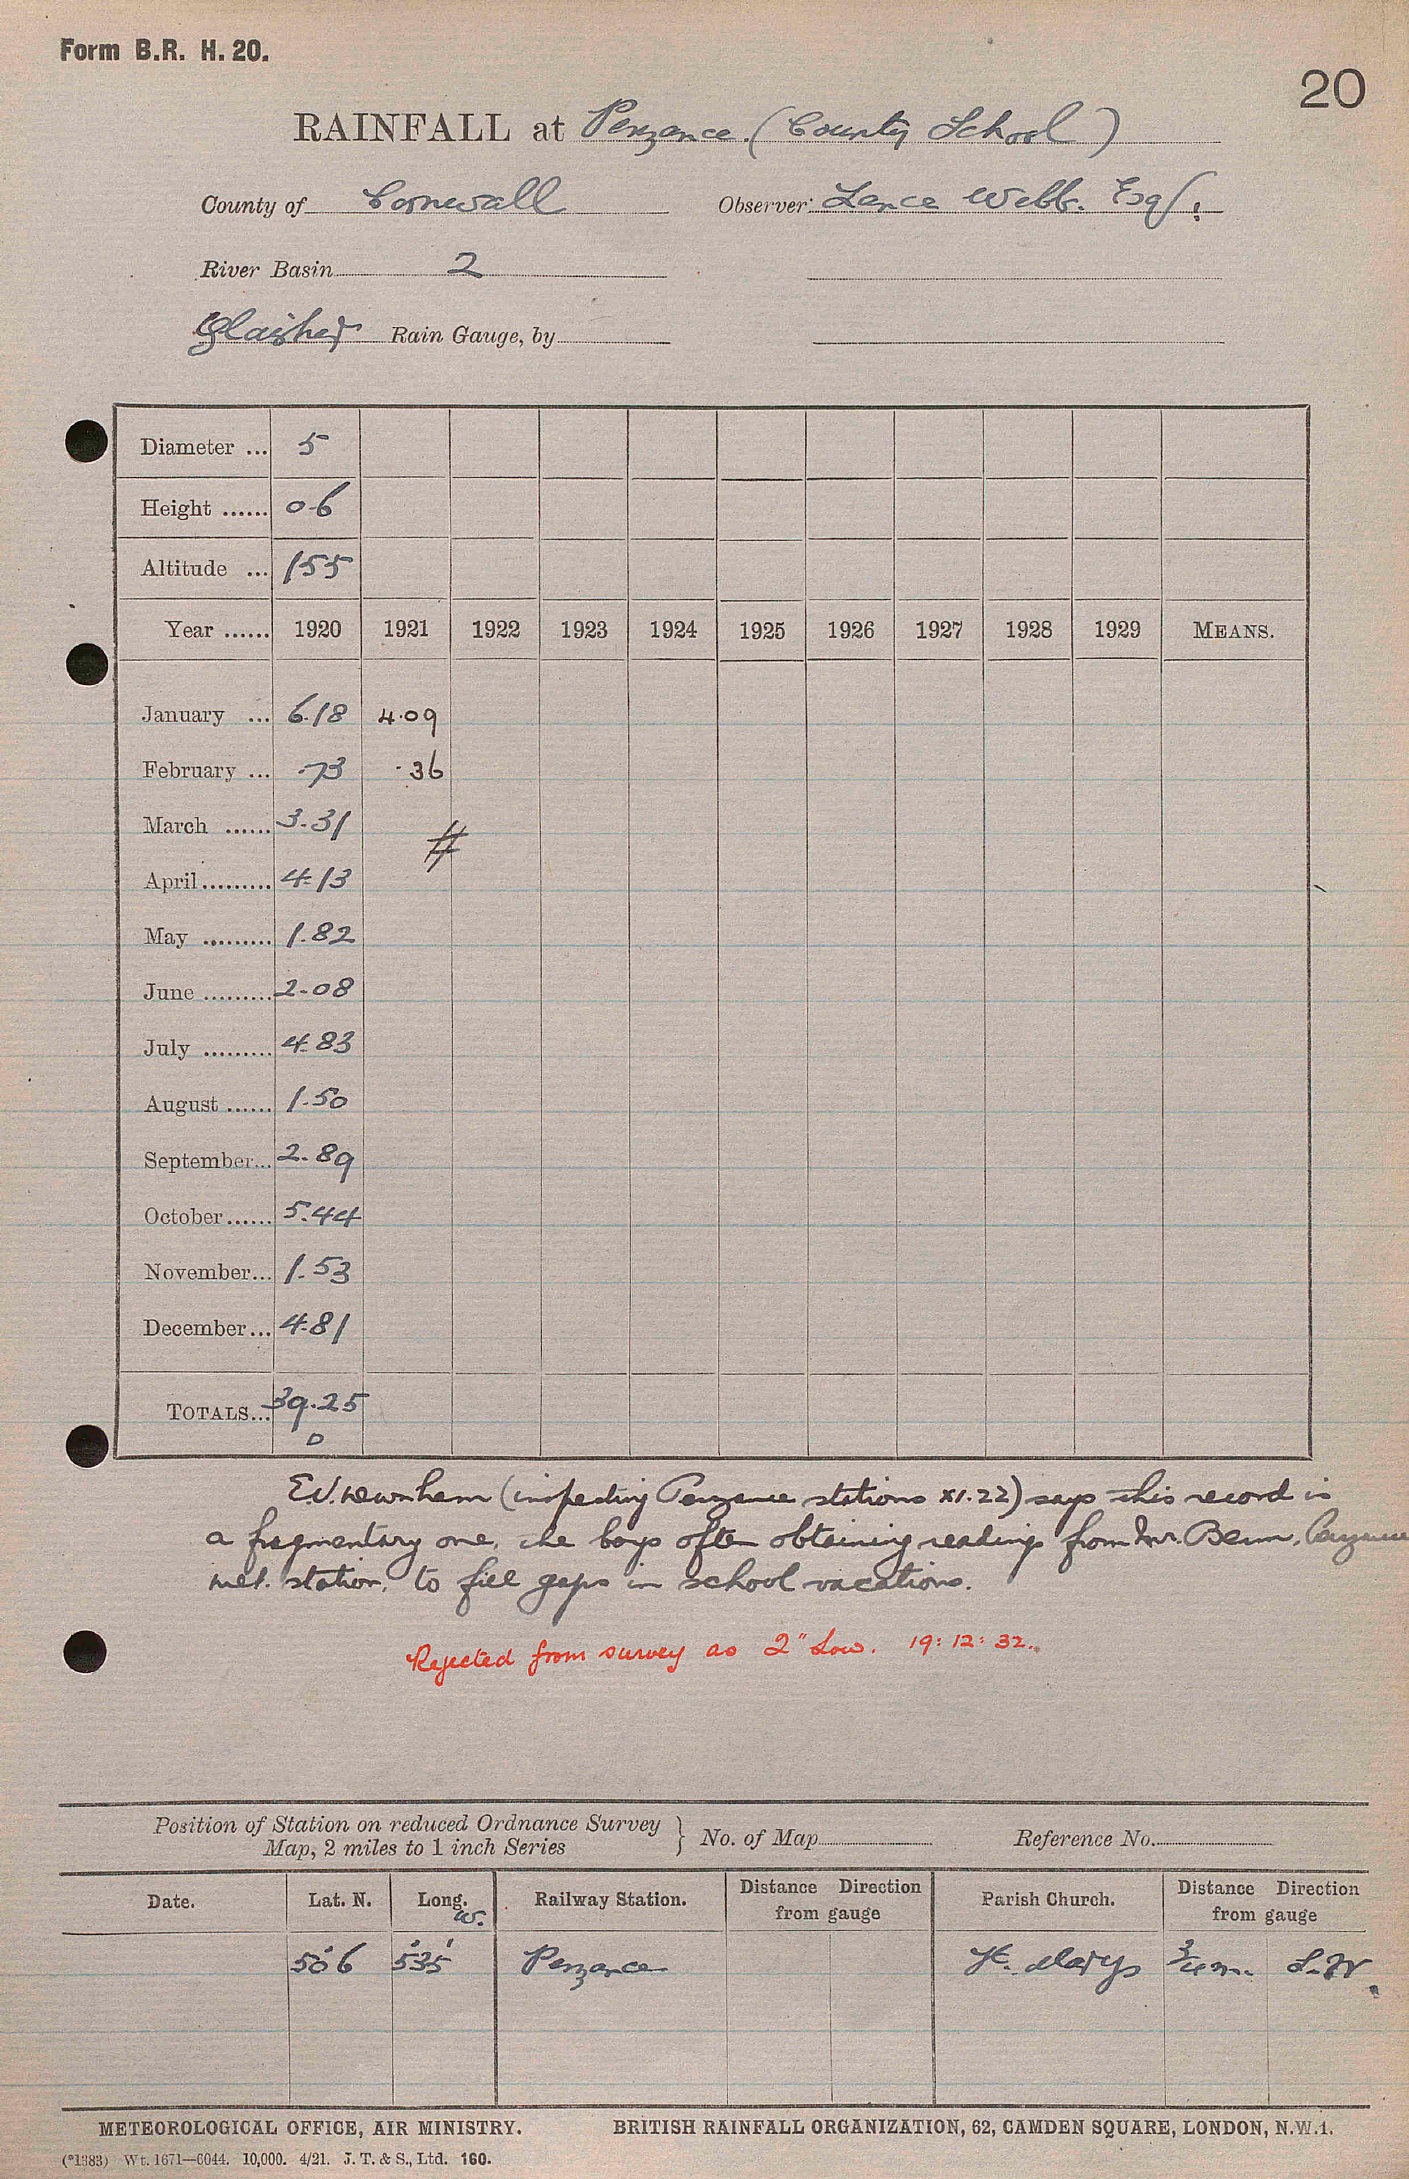 Form B.R. H. 20.
20
RAINFALL at Penzance. (County School)
County of Cornwall Observer: Lance Webb. Esq.
River Basin 2
Glaisher Rain Gauge, by
Diameter ... 5
Height ...... 0-6
Altitude ... 155
Year ...... 1920 1921 1922 1923 1924 1925 1926 1927 1928 1929 MEANS.
January ... 6.18 4.09
February ... .73 .36
March ...... 3.31
#
April ......... 4.13
May ......... 1.82
June ......... 2.08
July ......... 4.83
August ...... 1.50
September... 2.89
October...... 5.44
November... 1.53
December... 4.81
TOTALS... 39.25
D
E.V. Newnham (inspecting Penzance stations XI.22) says this record is
a fragmentary one, the boys often obtaining readings from Mr. Benn, Penzance
met. station, to fill gaps in school vacations.
Rejected from survey as 2" Low. 19:12:32.
Position of Station on reduced Ordnance Survey
Map, 2 miles to 1 inch Series } No. of Map Reference No.
Date. Lat. N. Long. W. Railway Station. Distance Direction from gauge Parish Church. Distance Direction from gauge
50° 6 5° 35' Penzance St. Marys 3/4 m. S.W.
METEOROLOGICAL OFFICE, AIR MINISTRY. BRITISH RAINFALL ORGANIZATION, 62, CAMDEN SQUARE, LONDON, N.W.1.
(*1383) Wt. 1671—6044. 10,000. 4/21. J. T. & S., Ltd. 160.